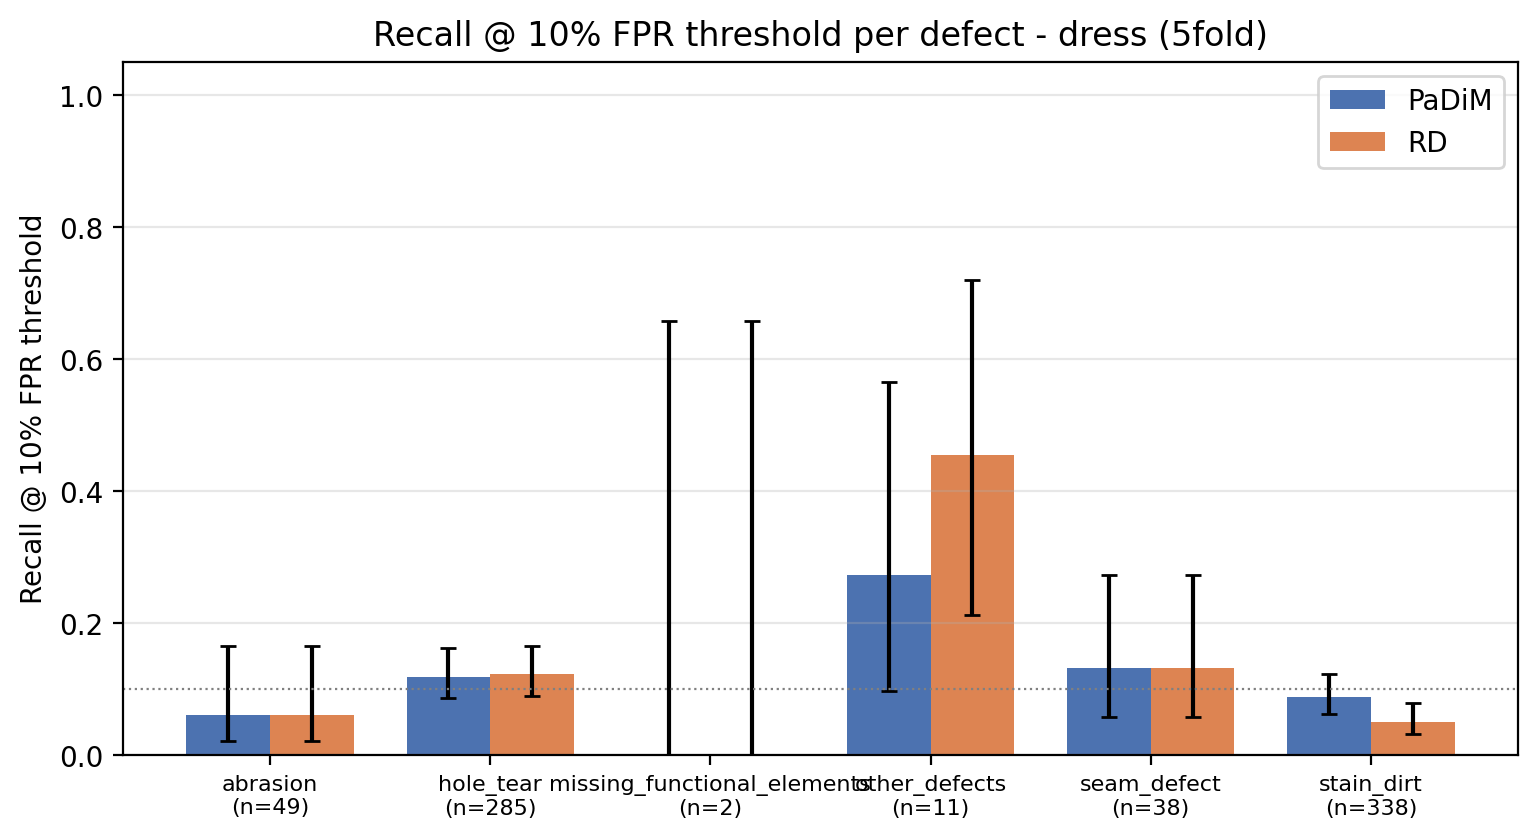 Recall @ 10% FPR threshold per defect - dress (5fold)
PaDiM
RD
Recall @ 10% FPR threshold
1.0
0.8
0.6
0.4
0.2
0.0
abrasion
(n=49)
hole_tear
(n=285)
missing_functional_elements
(n=2)
other_defects
(n=11)
seam_defect
(n=38)
stain_dirt
(n=338)